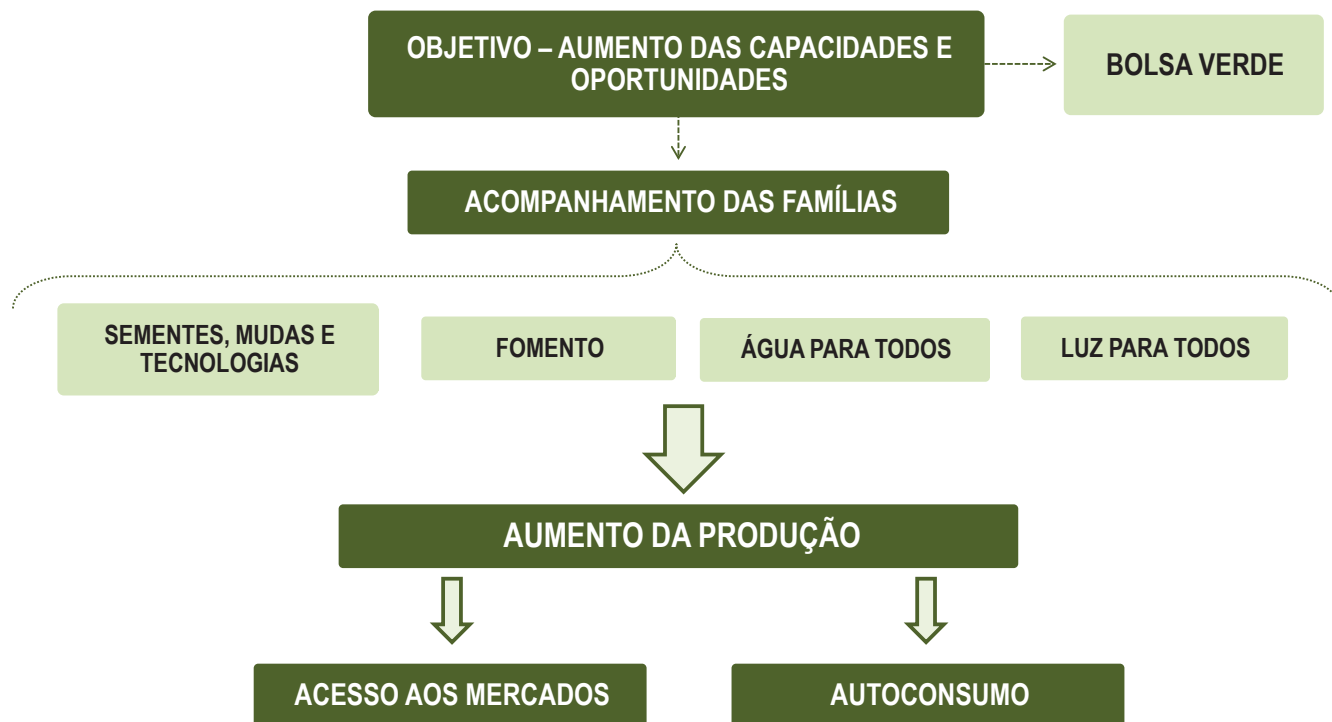 OBJETIVO – AUMENTO DAS CAPACIDADES E
OPORTUNIDADES
BOLSA VERDE
ACOMPANHAMENTO DAS FAMÍLIAS
SEMENTES, MUDAS E
TECNOLOGIAS
FOMENTO
ÁGUA PARA TODOS
LUZ PARA TODOS
AUMENTO DA PRODUÇÃO
ACESSO AOS MERCADOS
AUTOCONSUMO